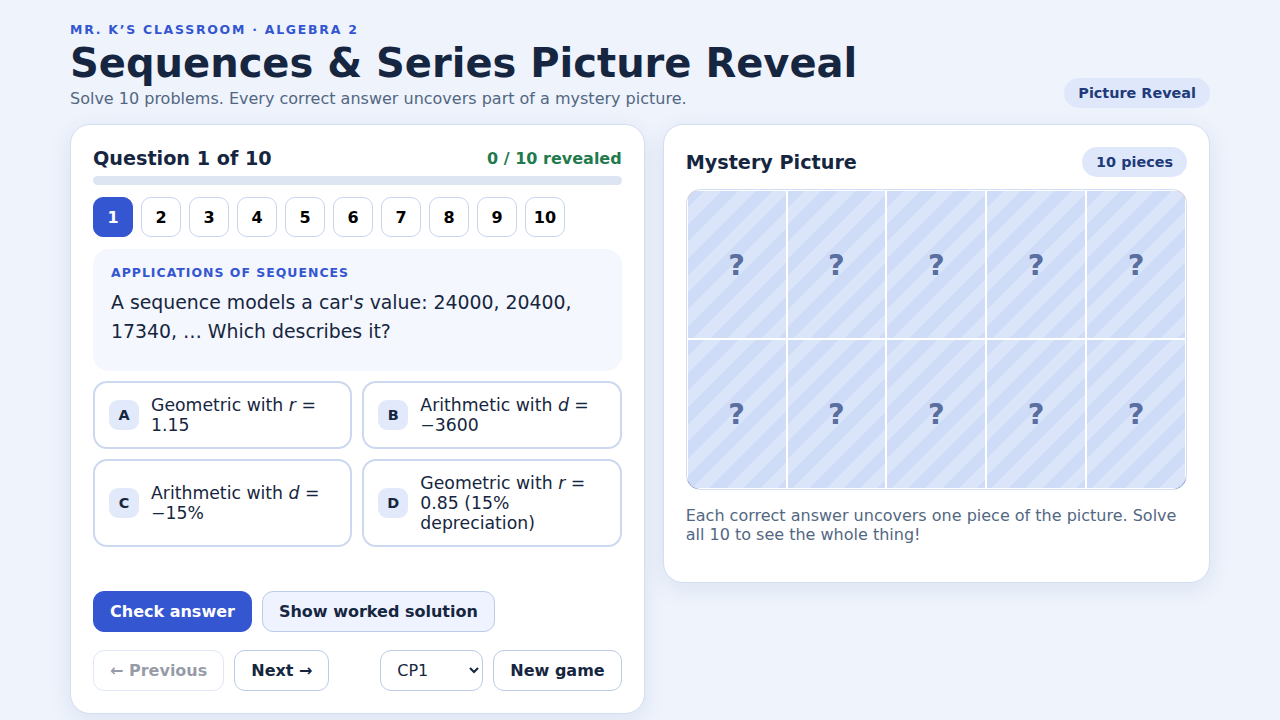 MR. K’S CLASSROOM · ALGEBRA 2
Sequences & Series Picture Reveal
Solve 10 problems. Every correct answer uncovers part of a mystery picture.
Picture Reveal
Question 1 of 10
0 / 10 revealed
1 2 3 4 5 6 7 8 9 10
APPLICATIONS OF SEQUENCES
A sequence models a car's value: 24000, 20400,
17340, … Which describes it?
A Geometric with r =
1.15
B Arithmetic with d =
−3600
C Arithmetic with d =
−15%
D Geometric with r =
0.85 (15%
depreciation)
Check answer
Show worked solution
← Previous
Next →
CP1
New game
Mystery Picture
10 pieces
? ? ? ? ?
? ? ? ? ?
Each correct answer uncovers one piece of the picture. Solve
all 10 to see the whole thing!